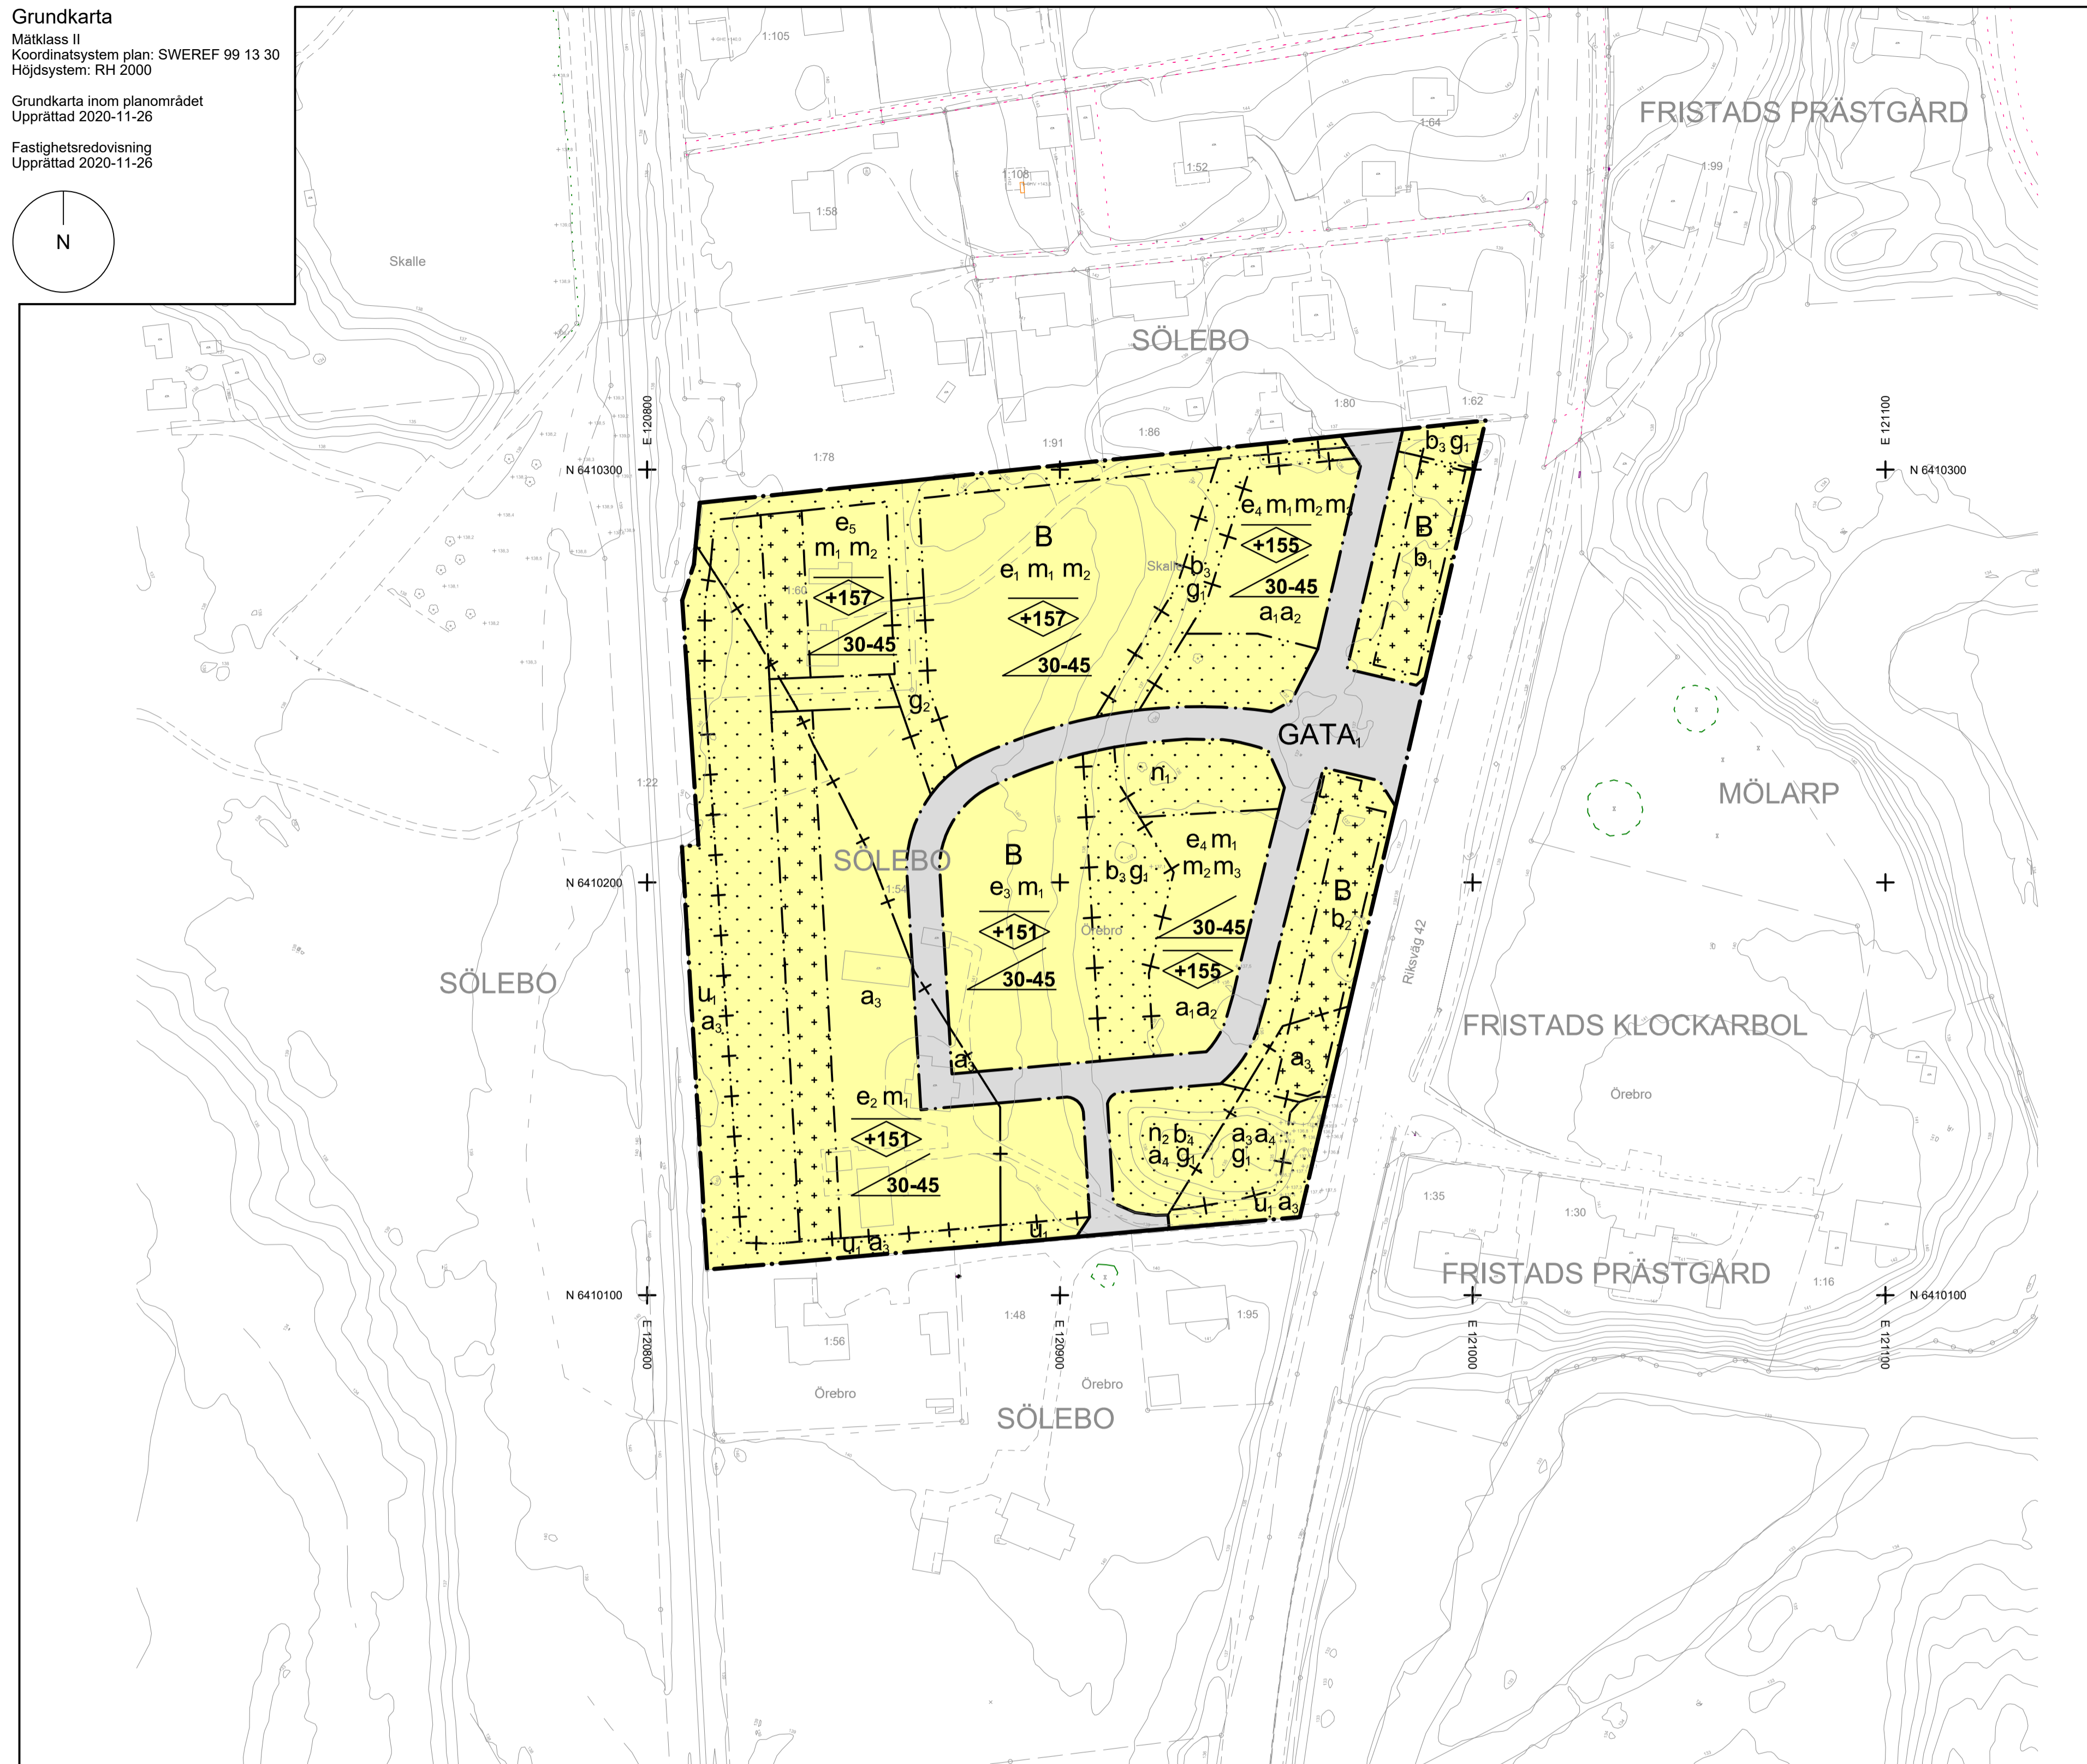 Grundkarta
Mätklass II
Koordinatsystem plan: SWEREF 99 13 30
Höjdsystem: RH 2000
Grundkarta inom planområdet
Upprättad 2020-11-26
Fastighetsredovisning
Upprättad 2020-11-26
N
1:105
1:64
FRISTADS PRÄSTGÅRD
1:99
1:52
1:108
1:58
Skalle
SÖLEBO
1:80
1:62
1:91
1:86
1:78
E 120800
E 121100
N 6410300
N 6410300
b3 g1
e5
m1 m2
+157
30-45
1:60
B
e1 m1 m2
+157
30-45
Skalle
b3
g1
e4 m1 m2 m3
+155
30-45
a1 a2
B
b1
g2
GATA1
n1
1:22
MÖLARP
SÖLEBO
1:54
B
e3 m1
+151
30-45
b3 g1
Örebro
e4 m1
m2 m3
30-45
+155
a1 a2
B
b2
N 6410200
Riksväg 42
SÖLEBO
u1
a3
a3
a3
a3
FRISTADS KLOCKARBOL
Örebro
e2 m1
+151
30-45
n2 b4
a4 g1
a3 a4
g1
u1 a3
u1 a3
u1
1:35
1:30
FRISTADS PRÄSTGÅRD
1:16
N 6410100
N 6410100
E 120800
E 120900
E 121000
E 121100
1:56
1:48
1:95
Örebro
Örebro
SÖLEBO